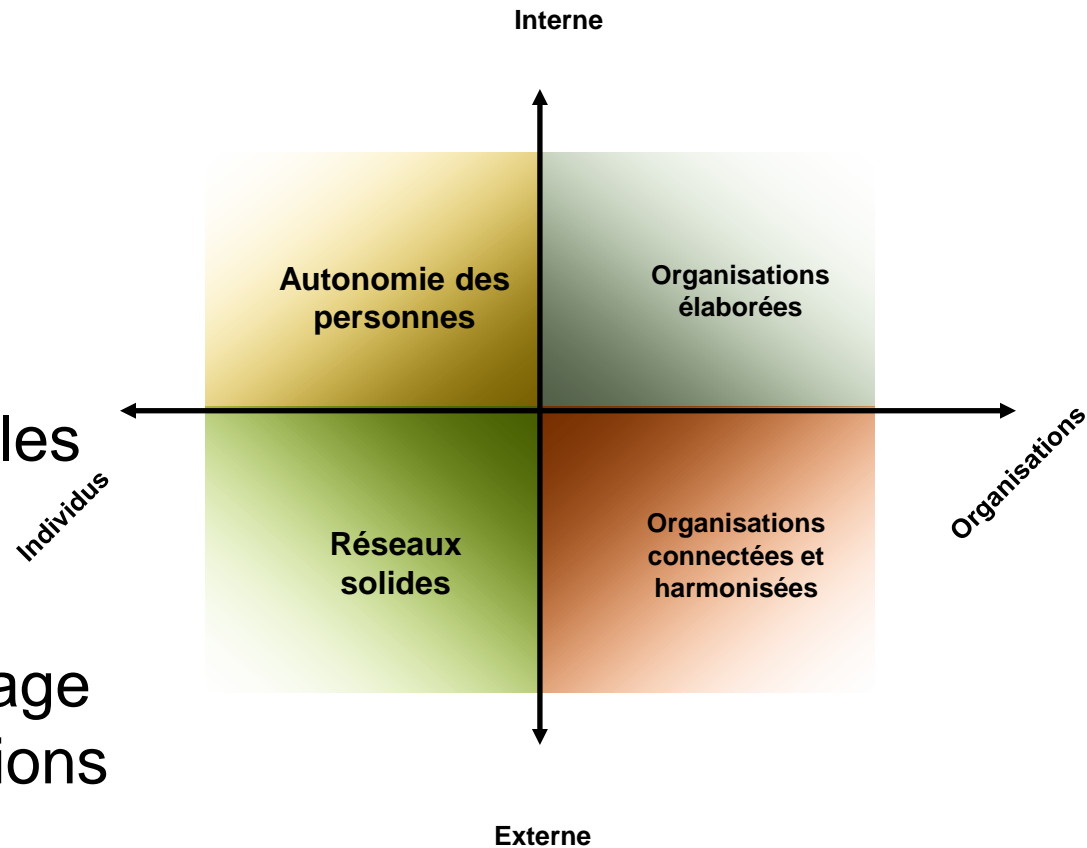 Interne
Autonomie des
personnes
Organisations
élaborées
les
Individus
Organisations
Réseaux
solides
Organisations
connectées et
harmonisées
age
ions
Externe